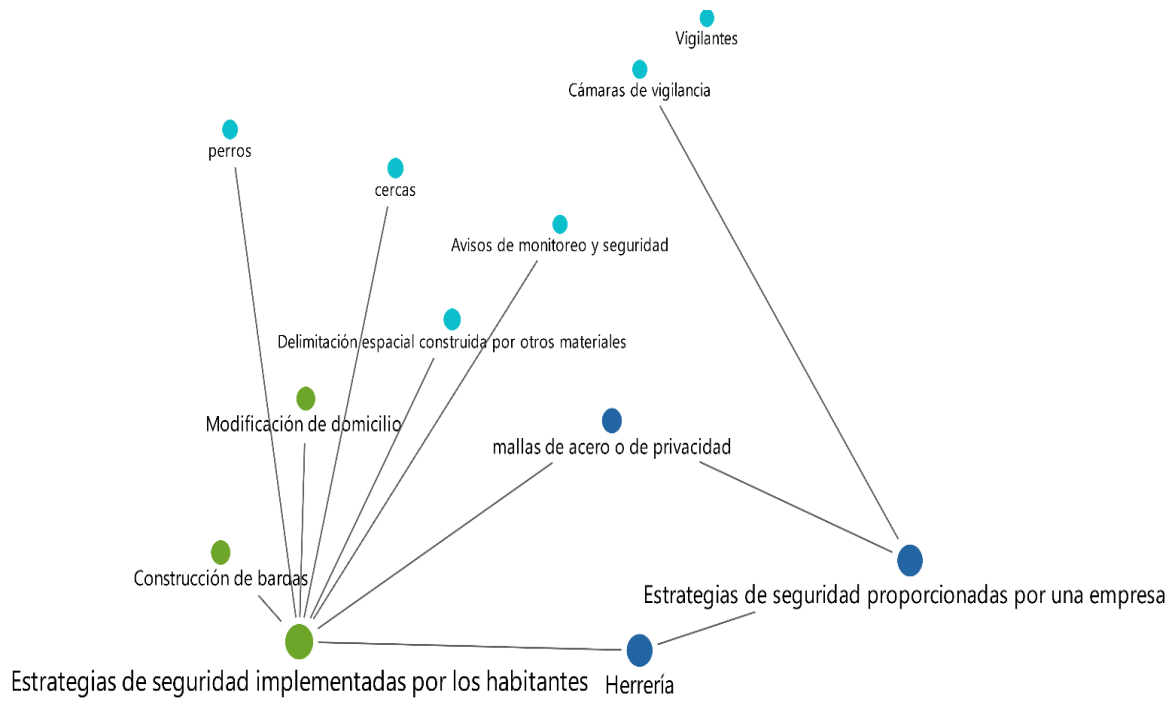 Vigilantes
Cámaras de vigilancia
perros
cercas
Avisos de monitoreo y seguridad
Delimitación espacial construida por otros materiales
Modificación de domicilio
mallas de acero o de privacidad
Construcción de bardas
Estrategias de seguridad proporcionadas por una empresa
Estrategias de seguridad implementadas por los habitantes
Herrería